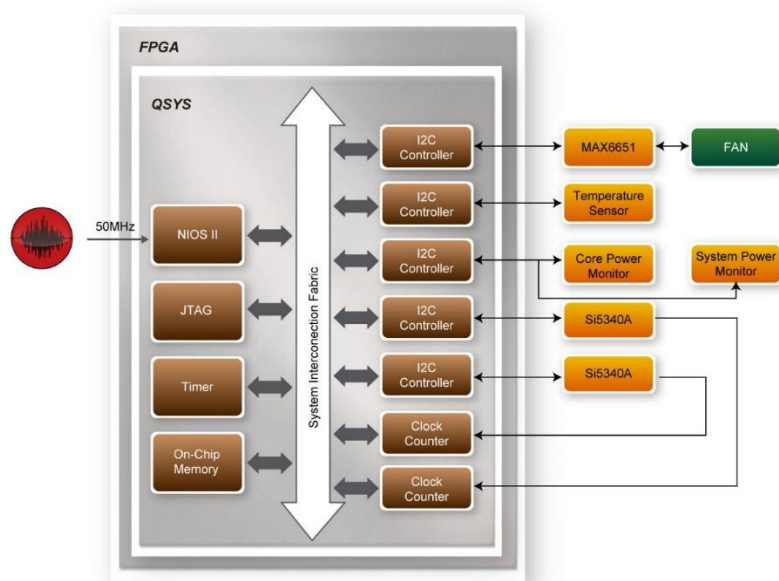 FPGA
QSYS
50MHz
NIOS II
JTAG
Timer
On-Chip
Memory
System Interconection Fabric
I2C
Controller
I2C
Controller
I2C
Controller
I2C
Controller
I2C
Controller
Clock
Counter
Clock
Counter
MAX6651
FAN
Temperature
Sensor
Core Power
Monitor
System Power
Monitor
Si5340A
Si5340A